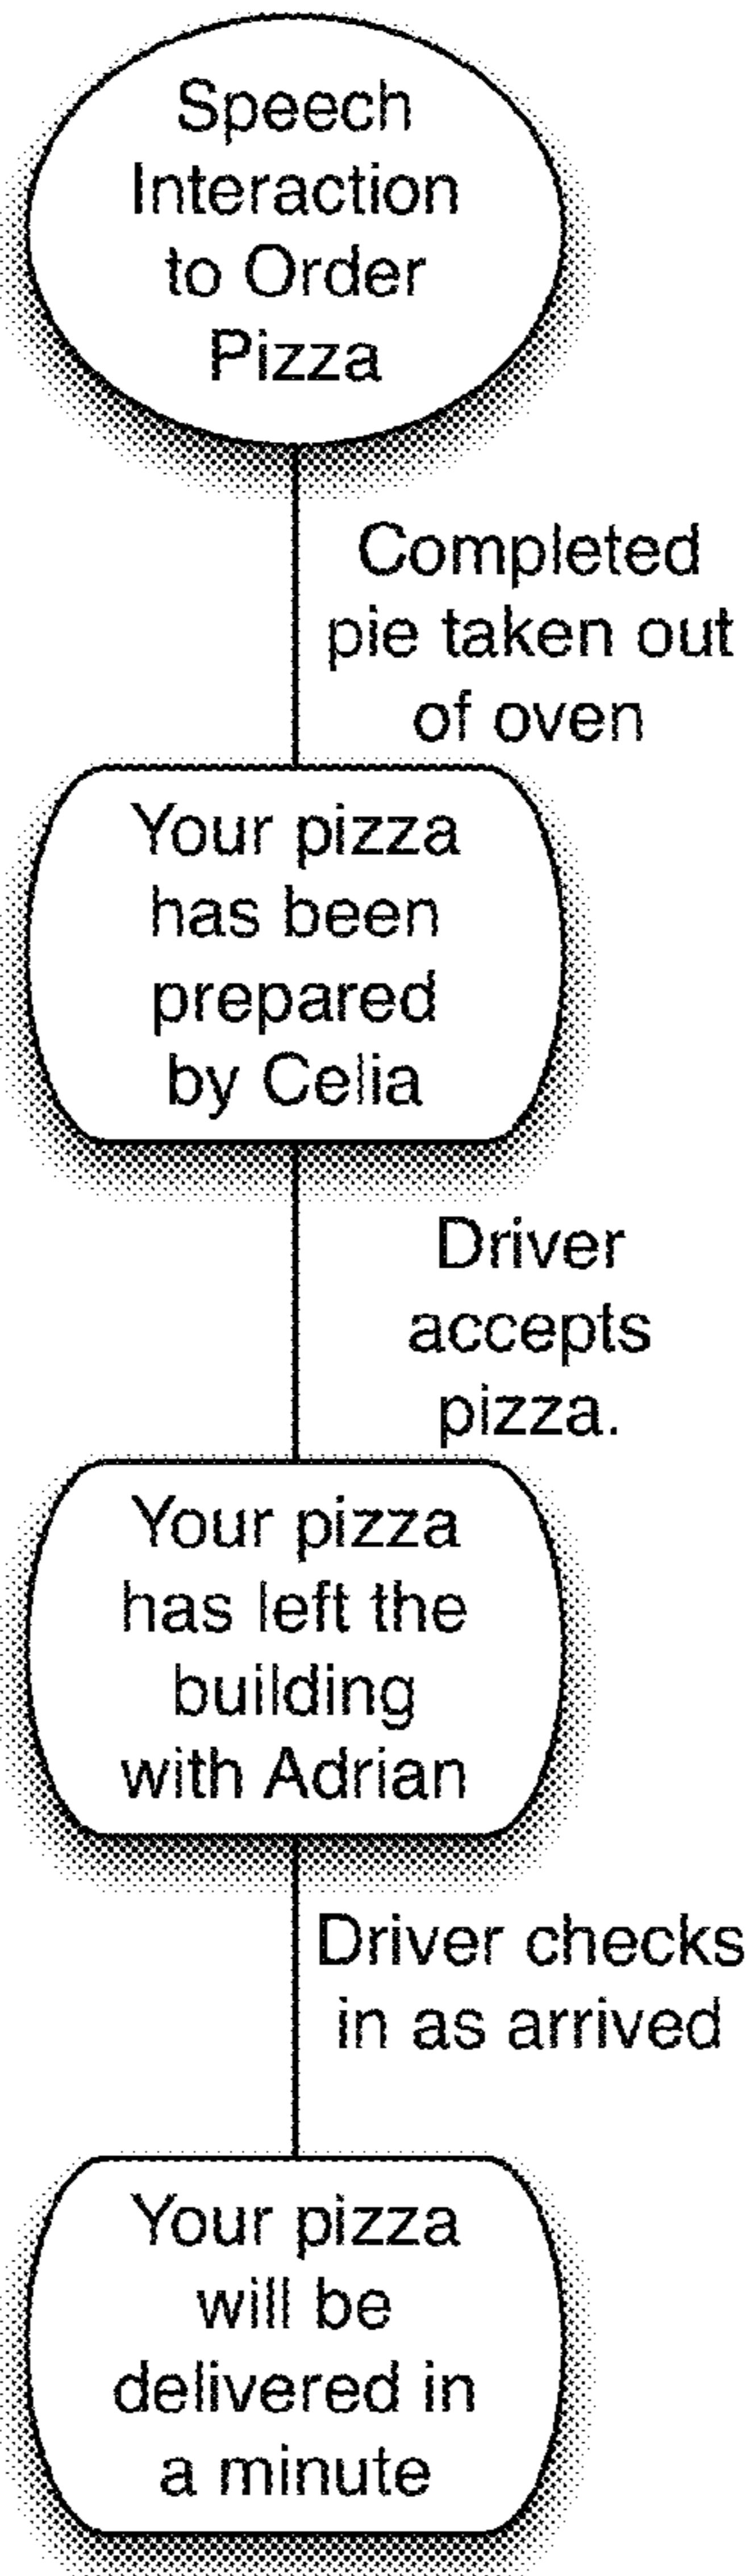 Speech
Interaction
to Order
Pizza
Completed
pie taken out
of oven
Your pizza
has been
prepared
by Celia
Driver
accepts
pizza.
Your pizza
has left the
building
with Adrian
Driver checks
in as arrived
Your pizza
will be
delivered in
a minute